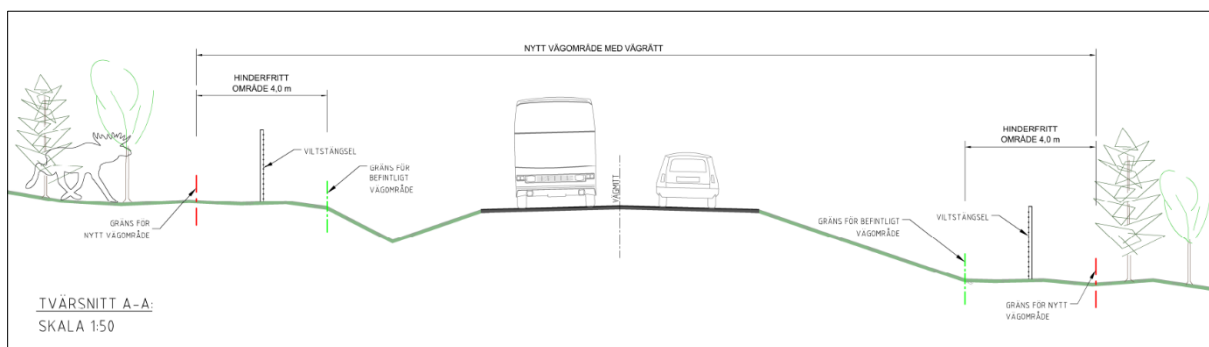 NYTT VÄGOMRÅDE MED VÄGRÄTT
HINDERFRITT
OMRÅDE 4,0 m
VILTSTÄNGSEL
GRÄNS FÖR
BEFINTLIGT
VÄGOMRÅDE
GRÄNS FÖR
NYTT VÄGOMRÅDE
VÄGMITT
HINDERFRITT
OMRÅDE 4,0 m
GRÄNS FÖR BEFINTLIGT
VÄGOMRÅDE
VILTSTÄNGSEL
GRÄNS FÖR NYTT
VÄGOMRÅDE
TVÄRSNITT A-A:
SKALA 1:50